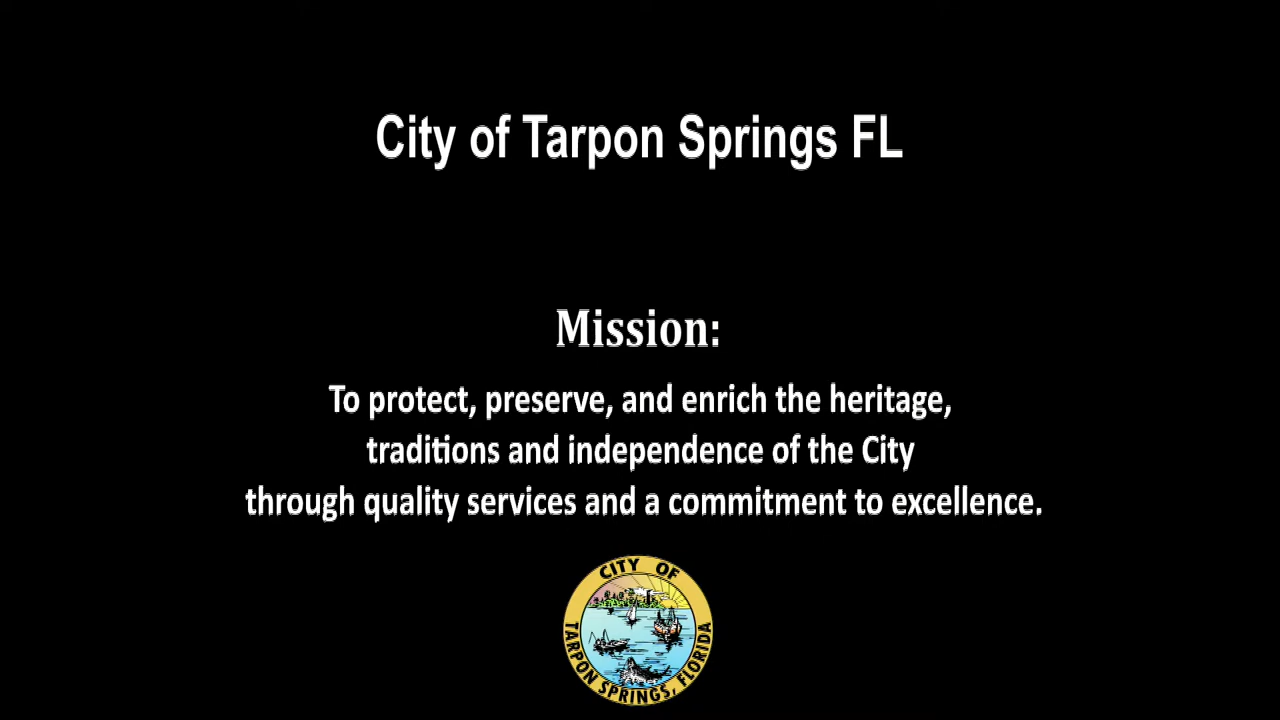 City of Tarpon Springs FL
Mission:
To protect, preserve, and enrich the heritage,
traditions and independence of the City
through quality services and a commitment to excellence.
CITY OF
TARPON SPRINGS, FLORIDA